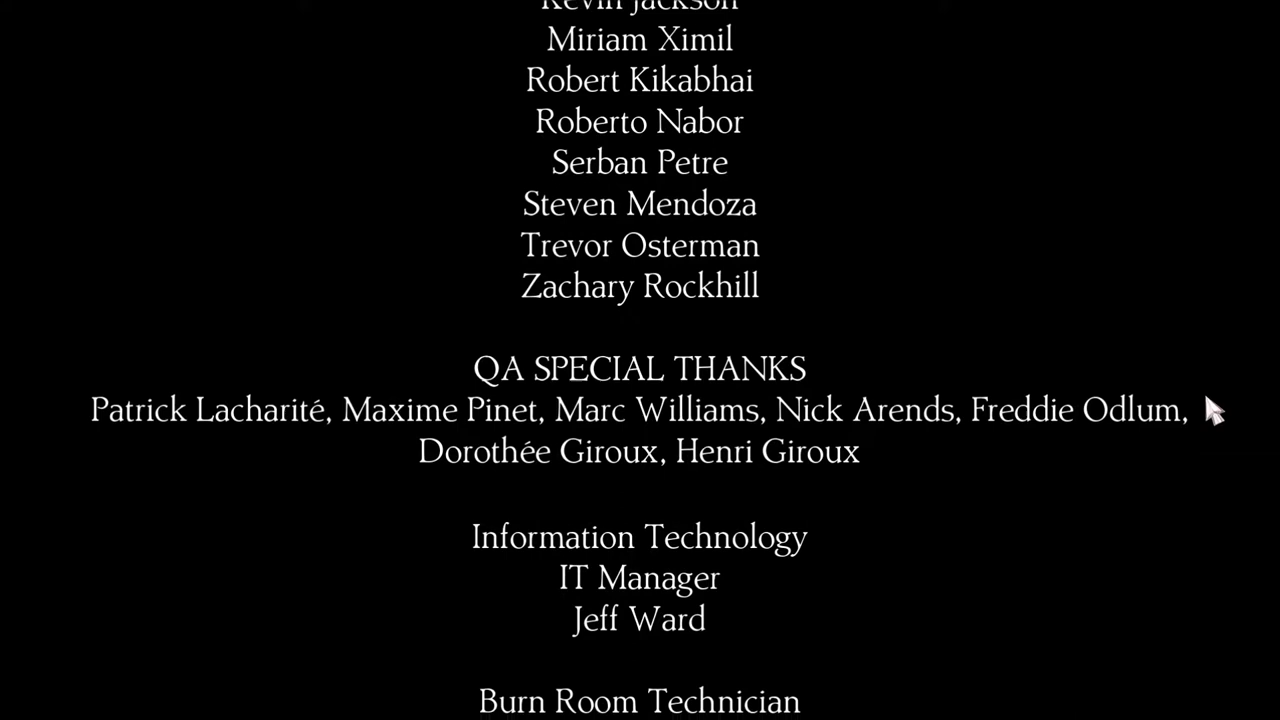 Kevin Jackson
Miriam Ximil
Robert Kikabhai
Roberto Nabor
Serban Petre
Steven Mendoza
Trevor Osterman
Zachary Rockhill
QA SPECIAL THANKS
Patrick Lacharité, Maxime Pinet, Marc Williams, Nick Arends, Freddie Odlum,
Dorothée Giroux, Henri Giroux
Information Technology
IT Manager
Jeff Ward
Burn Room Technician